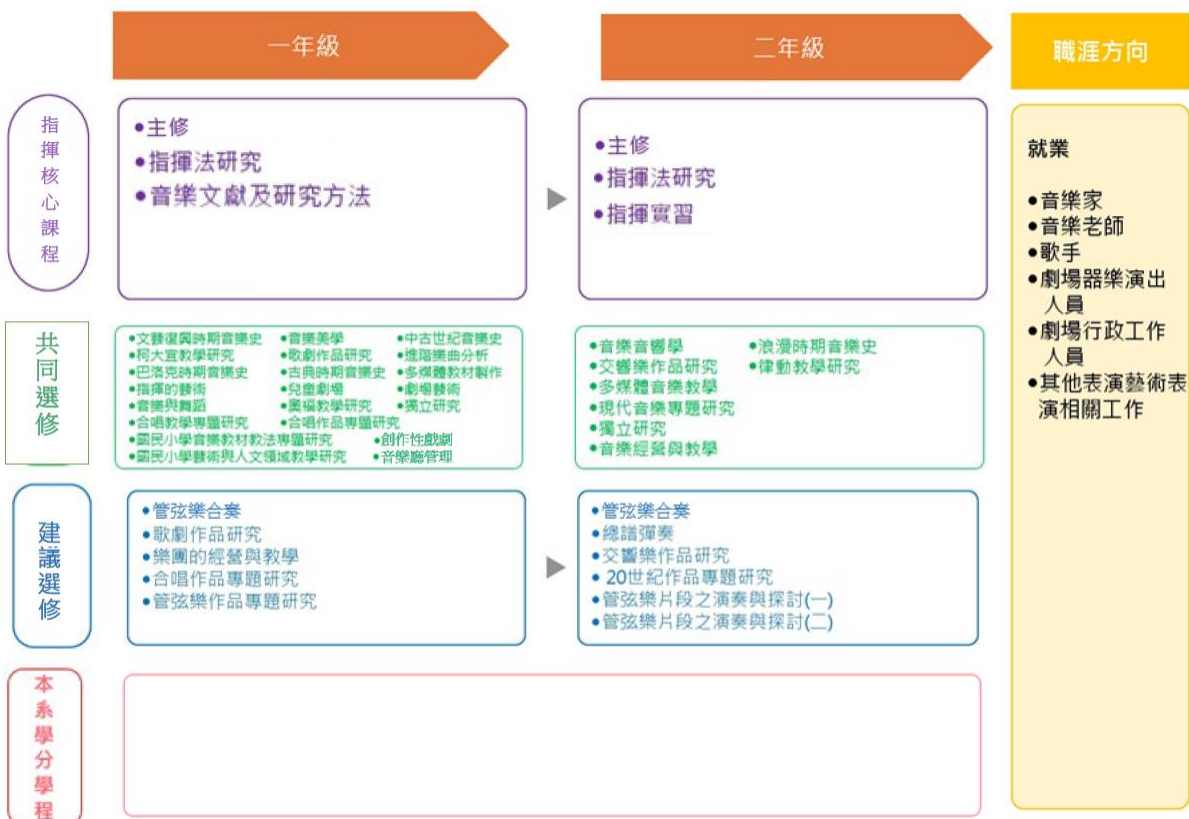 一年級
二年級
職涯方向
指揮核心課程
●主修
●指揮法研究
●音樂文獻及研究方法
●主修
●指揮法研究
●指揮實習
共同選修
●文藝復興時期音樂史 ●音樂美學 ●中古世紀音樂史
●柯大宜教學研究 ●歌劇作品研究 ●進階樂曲分析
●巴洛克時期音樂史 ●古典時期音樂史 ●多媒體教材製作
●指揮的藝術 ●兒童劇場 ●劇場藝術
●音樂與舞蹈 ●奧福教學研究 ●獨立研究
●合唱教學專題研究 ●合唱作品專題研究
●國民小學音樂教材教法專題研究 ●創作性戲劇
●國民小學藝術與人文領域教學研究 ●音樂廳管理
●音樂音響學 ●浪漫時期音樂史
●交響樂作品研究 ●律動教學研究
●多媒體音樂教學
●現代音樂專題研究
●獨立研究
●音樂經營與教學
建議選修
●管弦樂合奏
●歌劇作品研究
●樂團的經營與教學
●合唱作品專題研究
●管弦樂作品專題研究
●管弦樂合奏
●總譜彈奏
●交響樂作品研究
●20世紀作品專題研究
●管弦樂片段之演奏與探討(一)
●管弦樂片段之演奏與探討(二)
本系學分學程
就業
●音樂家
●音樂老師
●歌手
●劇場器樂演出
人員
●劇場行政工作
人員
●其他表演藝術表
演相關工作